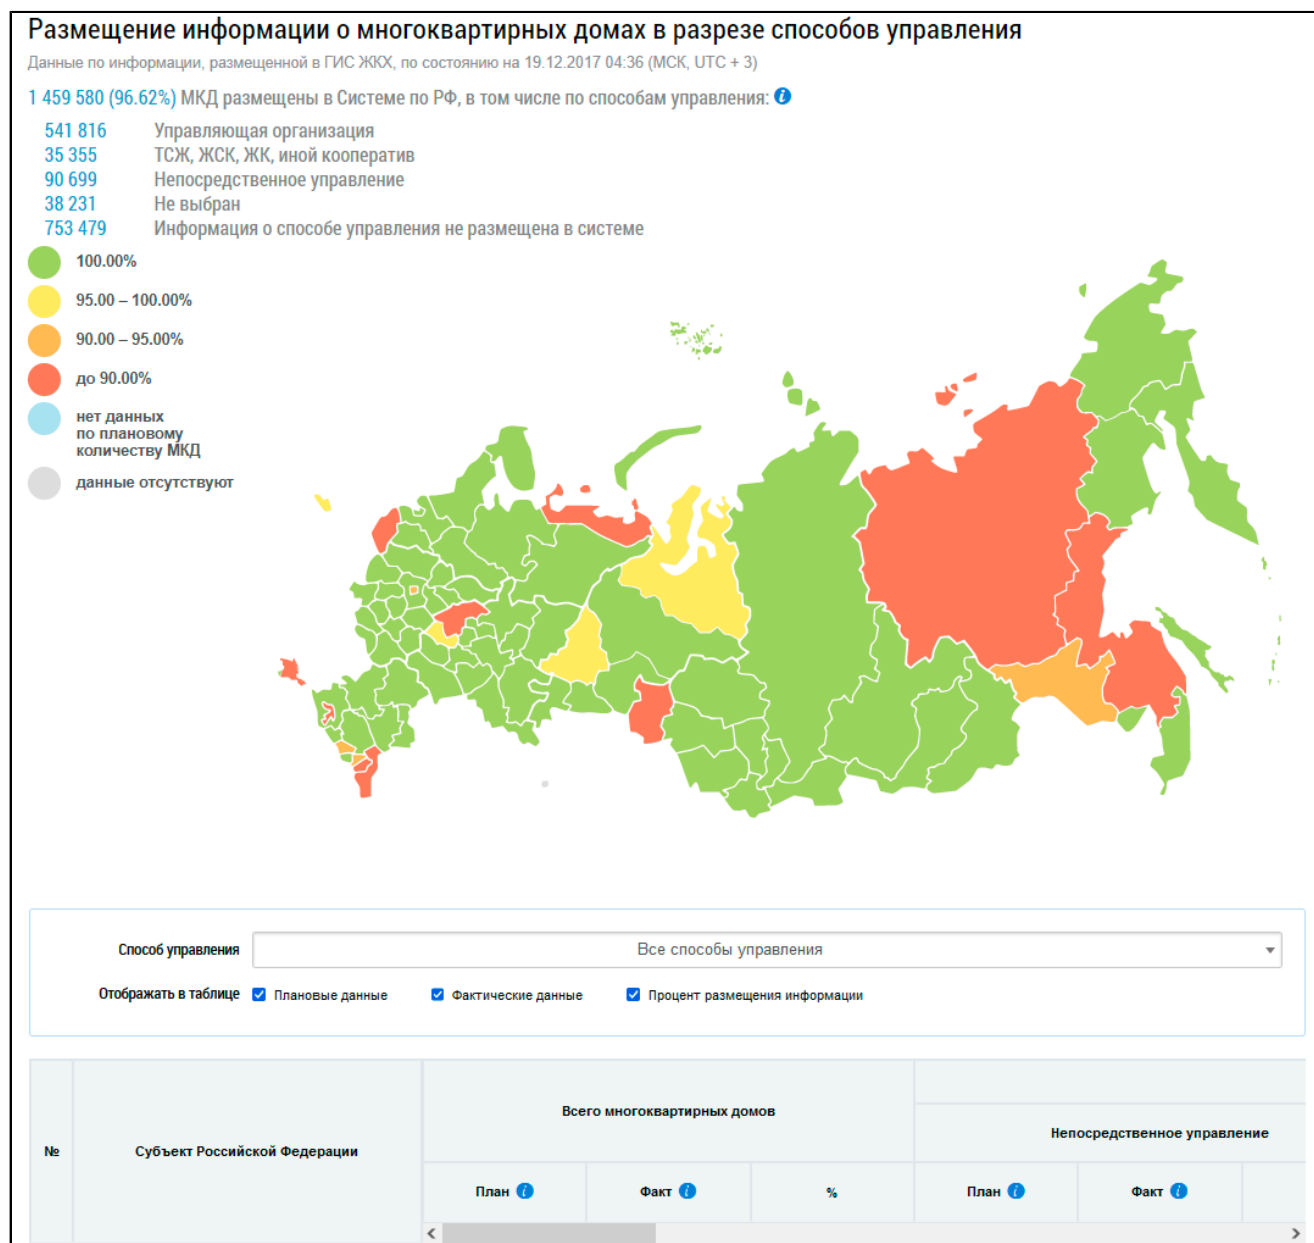 Размещение информации о многоквартирных домах в разрезе способов управления
Данные по информации, размещенной в ГИС ЖКХ, по состоянию на 19.12.2017 04:36 (МСК, UTC + 3)
1 459 580 (96.62%) МКД размещены в Системе по РФ, в том числе по способам управления: i
541 816 Управляющая организация
35 355 ТСЖ, ЖСК, ЖК, иной кооператив
90 699 Непосредственное управление
38 231 Не выбран
753 479 Информация о способе управления не размещена в системе
100.00%
95.00 – 100.00%
90.00 – 95.00%
до 90.00%
нет данных
по плановому
количеству МКД
данные отсутствуют
Способ управления Все способы управления
Отображать в таблице Плановые данные Фактические данные Процент размещения информации
Всего многоквартирных домов
Непосредственное управление
№ Субъект Российской Федерации
План i Факт i % План i Факт i